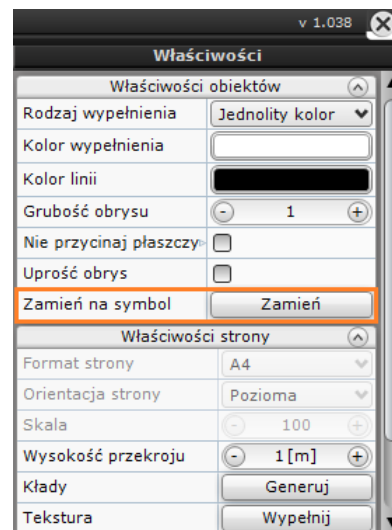 v 1.038
Właściwości
Właściwości obiektów
Rodzaj wypełnienia Jednolity kolor
Kolor wypełnienia
Kolor linii
Grubość obrysu - 1 +
Nie przycinaj płaszczy
Uprość obrys
Zamień na symbol Zamień
Właściwości strony
Format strony A4
Orientacja strony Pozioma
Skala - 100 +
Wysokość przekroju - 1[m] +
Kłady Generuj
Tekstura Wypełnij